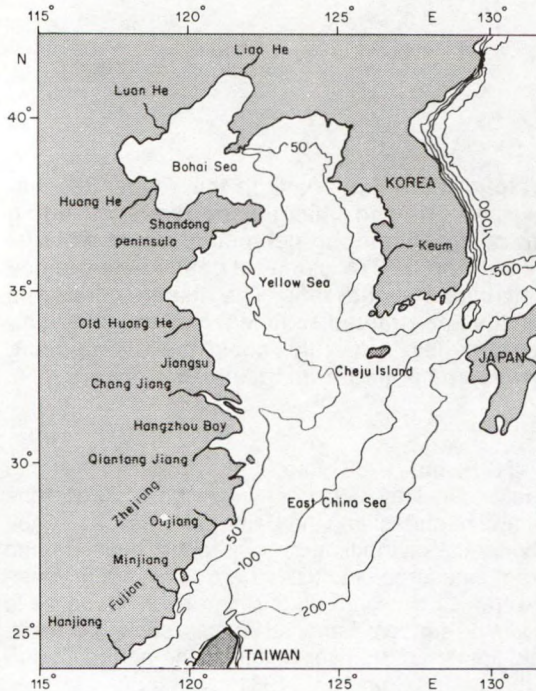 115° 120° 125° E 130°
N
Liao He
Luan He
40°
50
Bohai Sea
KOREA
Huang He
1000
Shandong
peninsula
Keum
500
35°
Yellow Sea
Old Huang He
JAPAN
Jiangsu
Cheju Island
Chang Jiang
Hangzhou Bay
30°
Qiantang Jiang
Zhejiang
East China Sea
Oujiang
50
100
Minjiang
200
Fujian
Hanjiang
25°
50
TAIWAN
115° 120° 125° 130°